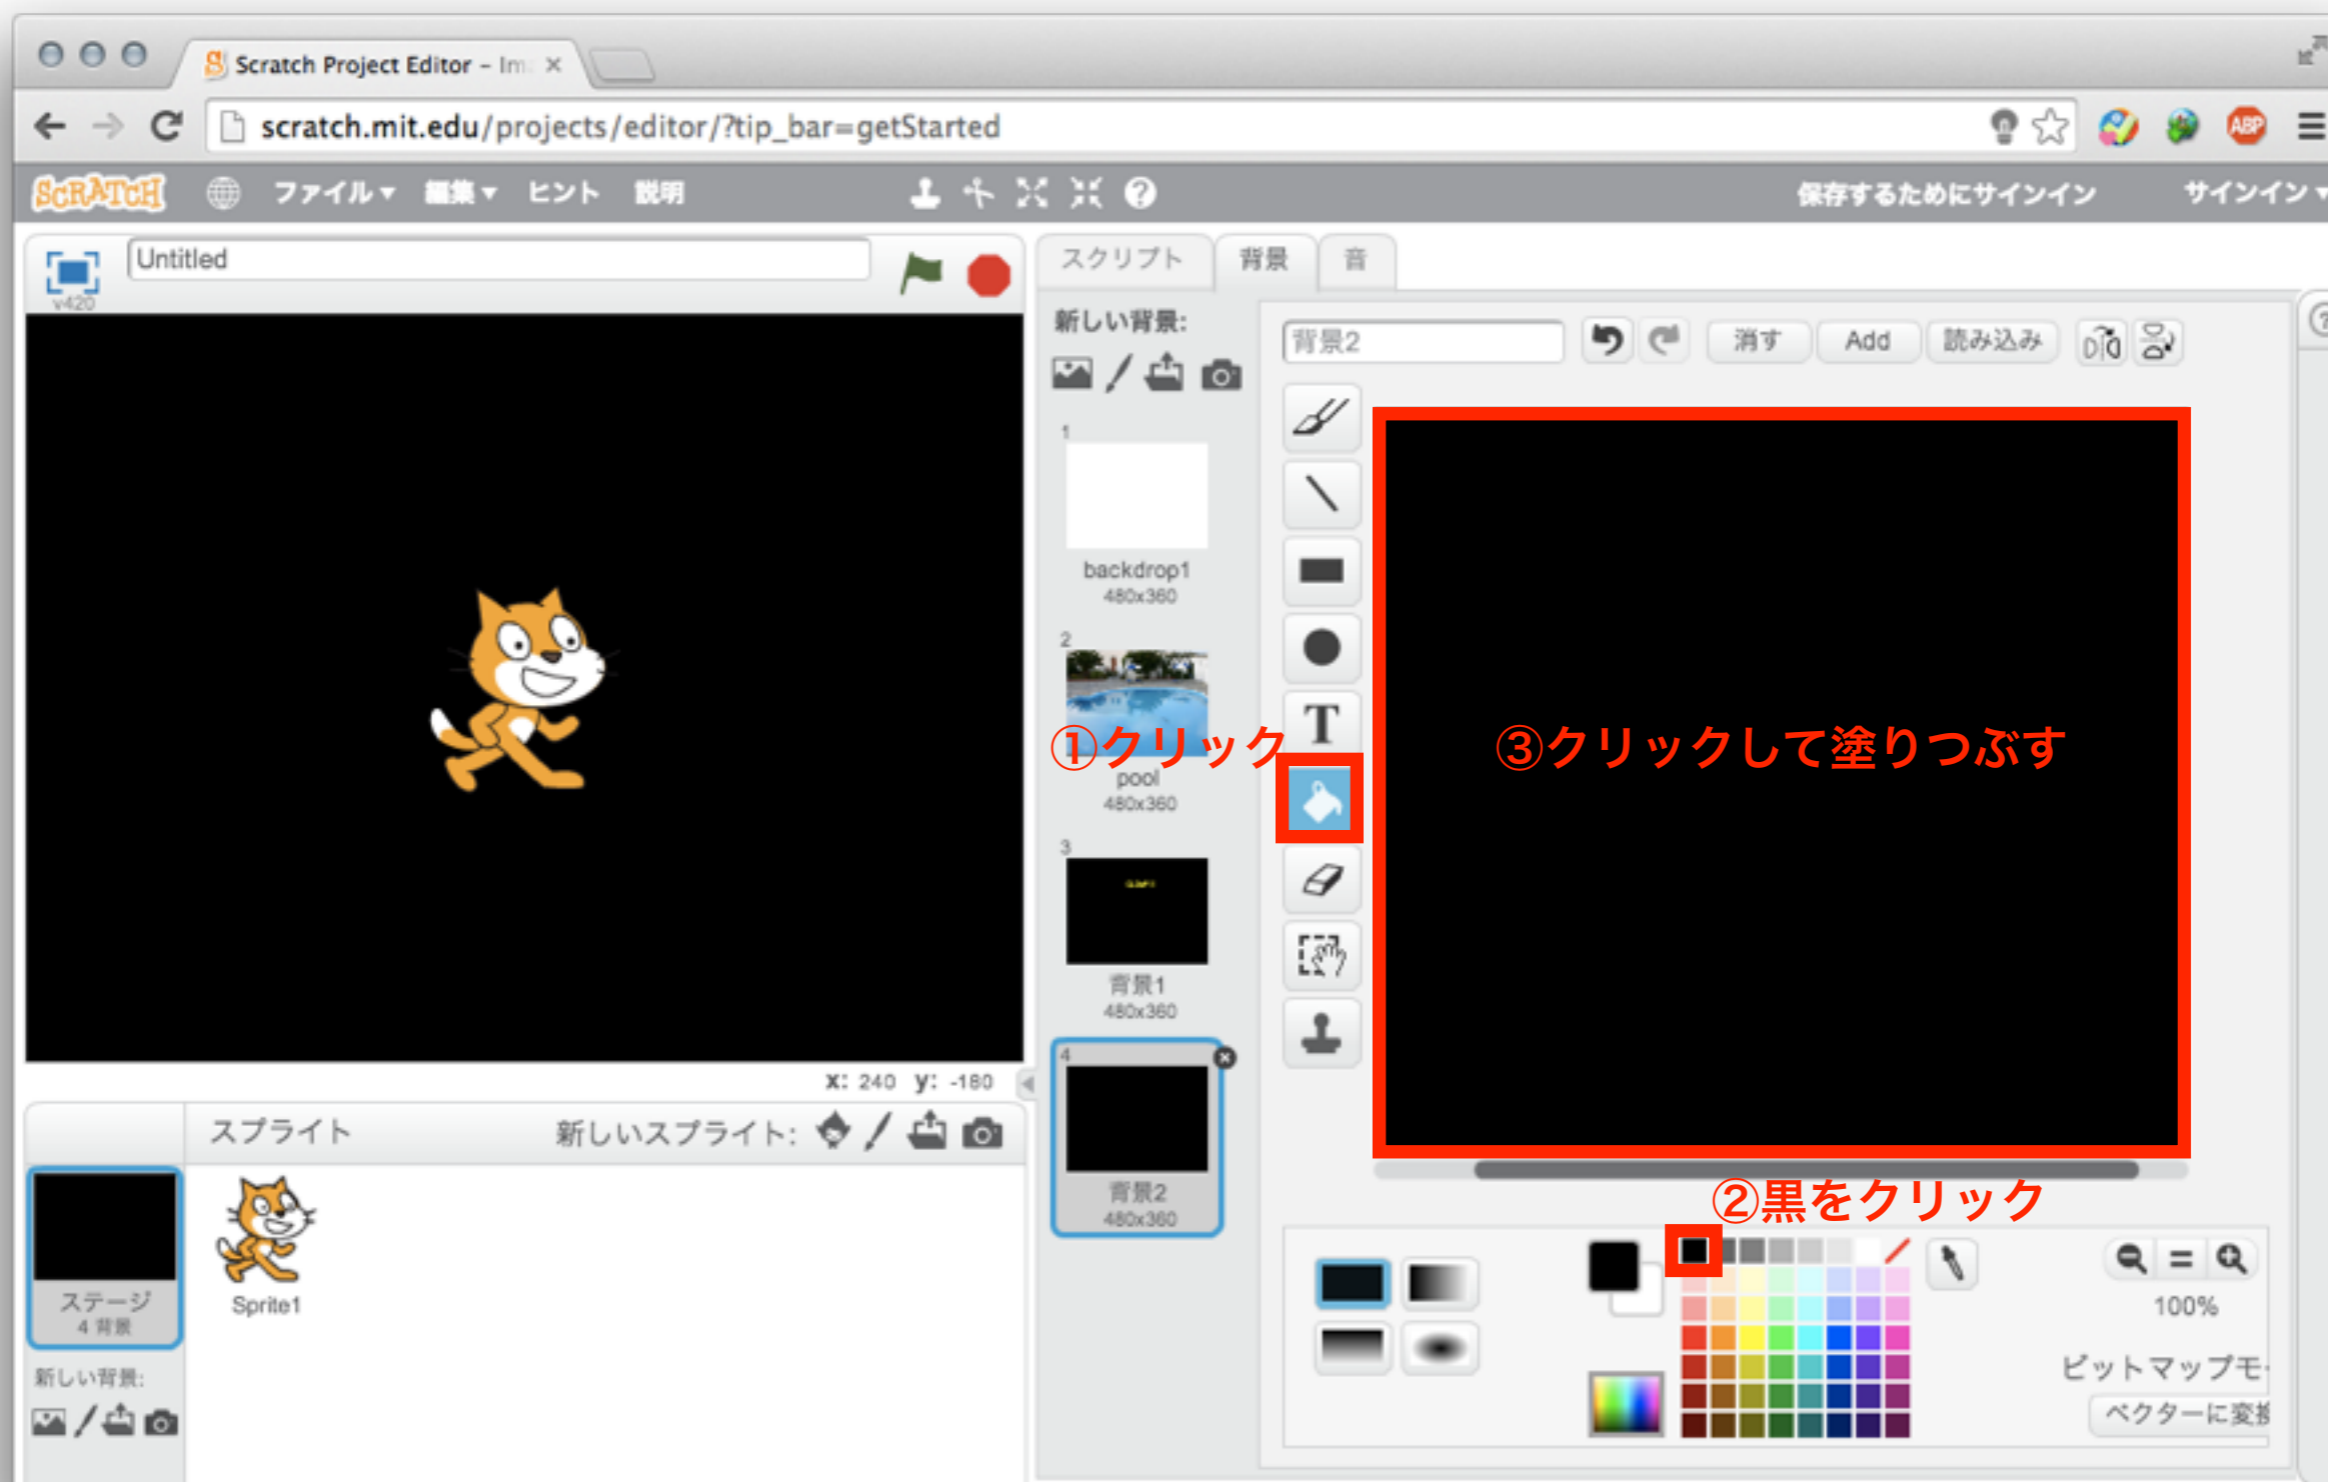 Scratch Project Editor – Im
scratch.mit.edu/projects/editor/?tip_bar=getStarted
ABP
SCRATCH
ファイル▼ 編集▼ ヒント 説明
保存するためにサインイン サインイン▼
v420
Untitled
スクリプト 背景 音
新しい背景:
背景2
消す Add 読み込み
1
backdrop1
480x360
2
①クリック
pool
480x360
T
③クリックして塗りつぶす
3
背景1
480x360
4
背景2
480x360
x: 240 y: -180
スプライト 新しいスプライト:
ステージ
4 背景
Sprite1
新しい背景:
②黒をクリック
100%
ビットマップモー
ベクターに変換